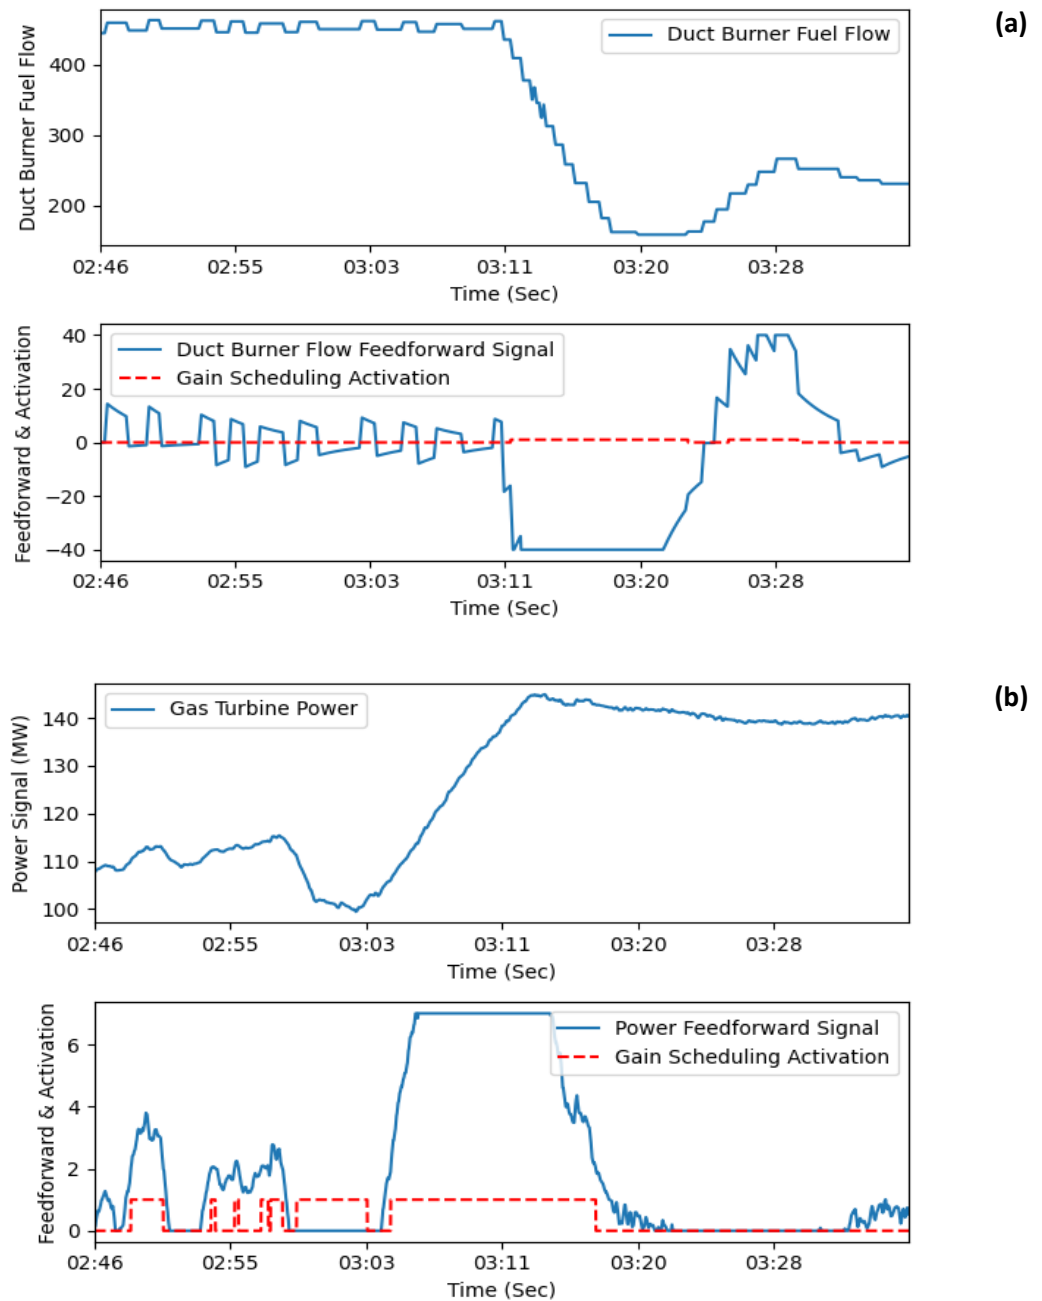 (a)
Duct Burner Fuel Flow
400
300
200
Duct Burner Fuel Flow
02:46 02:55 03:03 03:11 03:20 03:28
Time (Sec)
Feedforward & Activation
40
20
0
−20
−40
Duct Burner Flow Feedforward Signal
Gain Scheduling Activation
02:46 02:55 03:03 03:11 03:20 03:28
Time (Sec)
(b)
Power Signal (MW)
140
130
120
110
100
Gas Turbine Power
02:46 02:55 03:03 03:11 03:20 03:28
Time (Sec)
Feedforward & Activation
6
4
2
0
Power Feedforward Signal
Gain Scheduling Activation
02:46 02:55 03:03 03:11 03:20 03:28
Time (Sec)